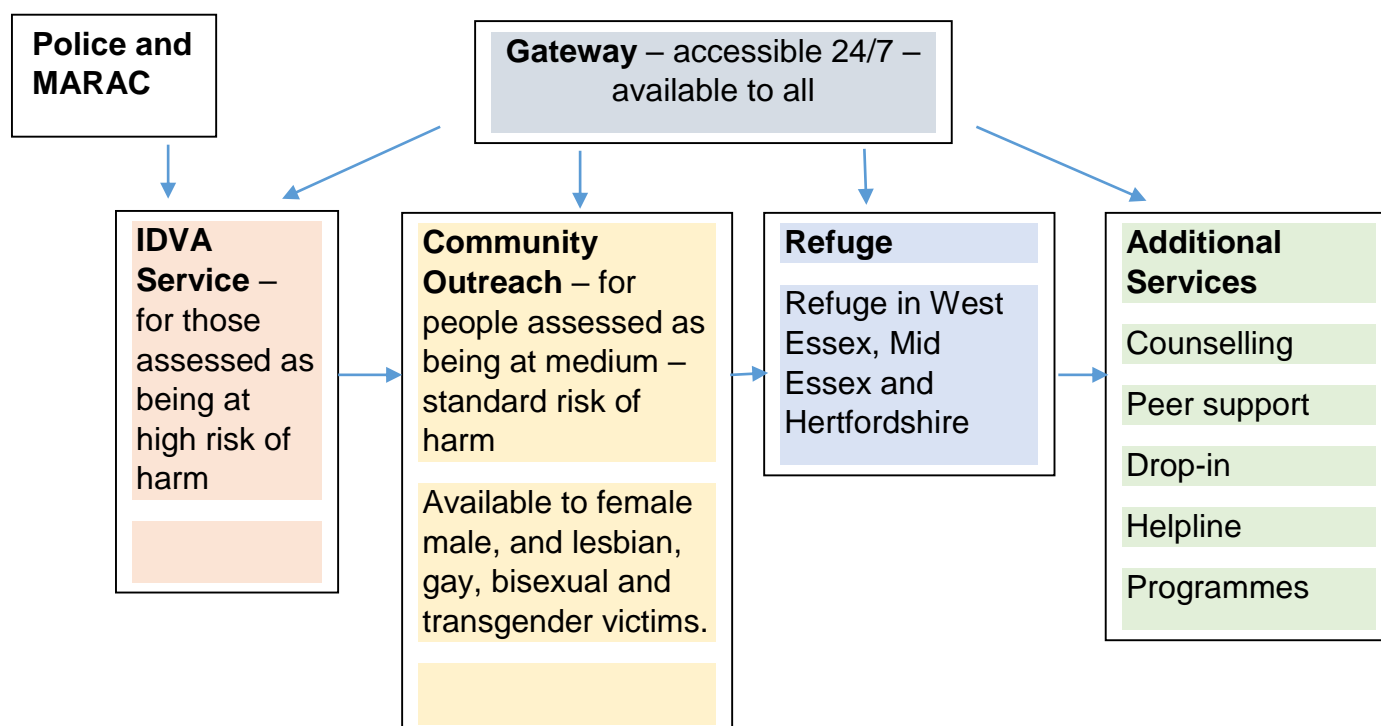 Police and
MARAC
Gateway – accessible 24/7 –
available to all
IDVA
Service –
for those
assessed as
being at
high risk of
harm
Community
Outreach – for
people assessed as
being at medium –
standard risk of
harm
Available to female
male, and lesbian,
gay, bisexual and
transgender victims.
Refuge
Refuge in West
Essex, Mid
Essex and
Hertfordshire
Additional
Services
Counselling
Peer support
Drop-in
Helpline
Programmes